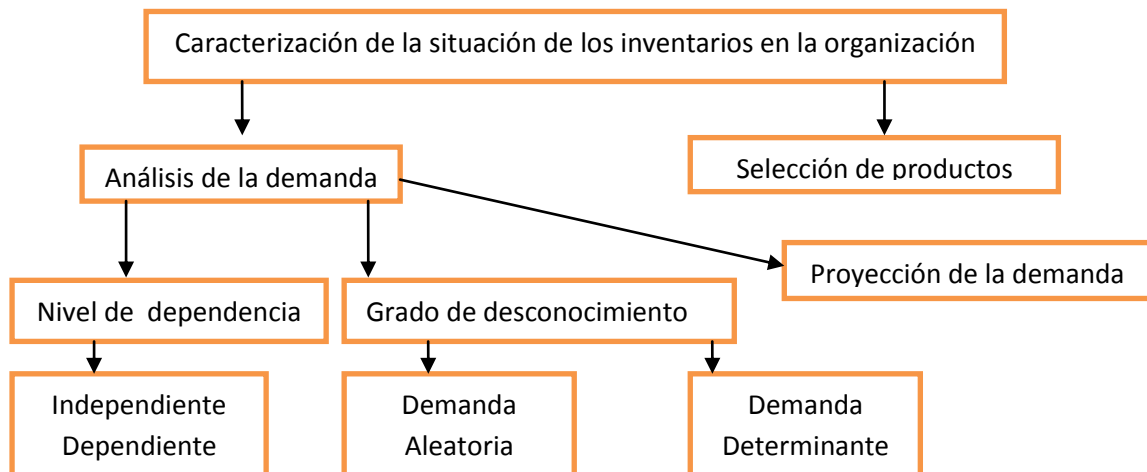 Caracterización de la situación de los inventarios en la organización
Análisis de la demanda
Selección de productos
Proyección de la demanda
Nivel de  dependencia
Grado de desconocimiento
Independiente
Dependiente
Demanda
Aleatoria
Demanda
Determinante